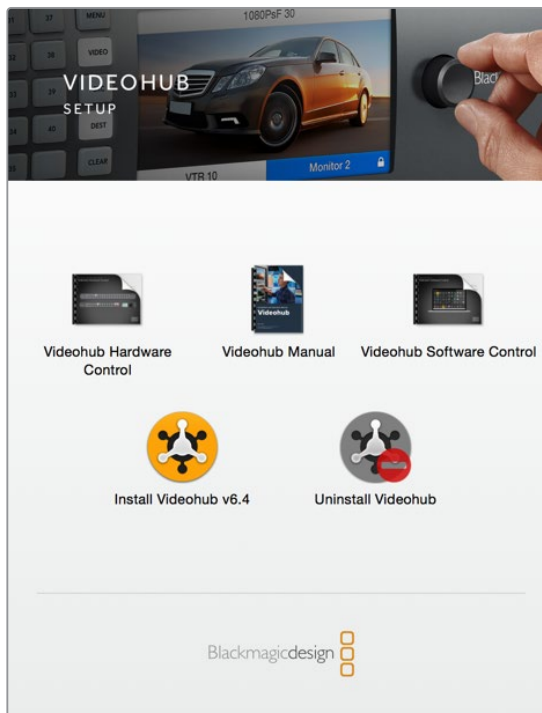 1080PsF 30
37
MENU
38
VIDEO
VIDEOHUB
39
SETUP
40
DEST
CLEAR
VTR 10
Monitor 2
Videohub
Videohub Hardware
Control
Videohub Manual
Videohub Software Control
Install Videohub v6.4
Uninstall Videohub
Blackmagicdesign